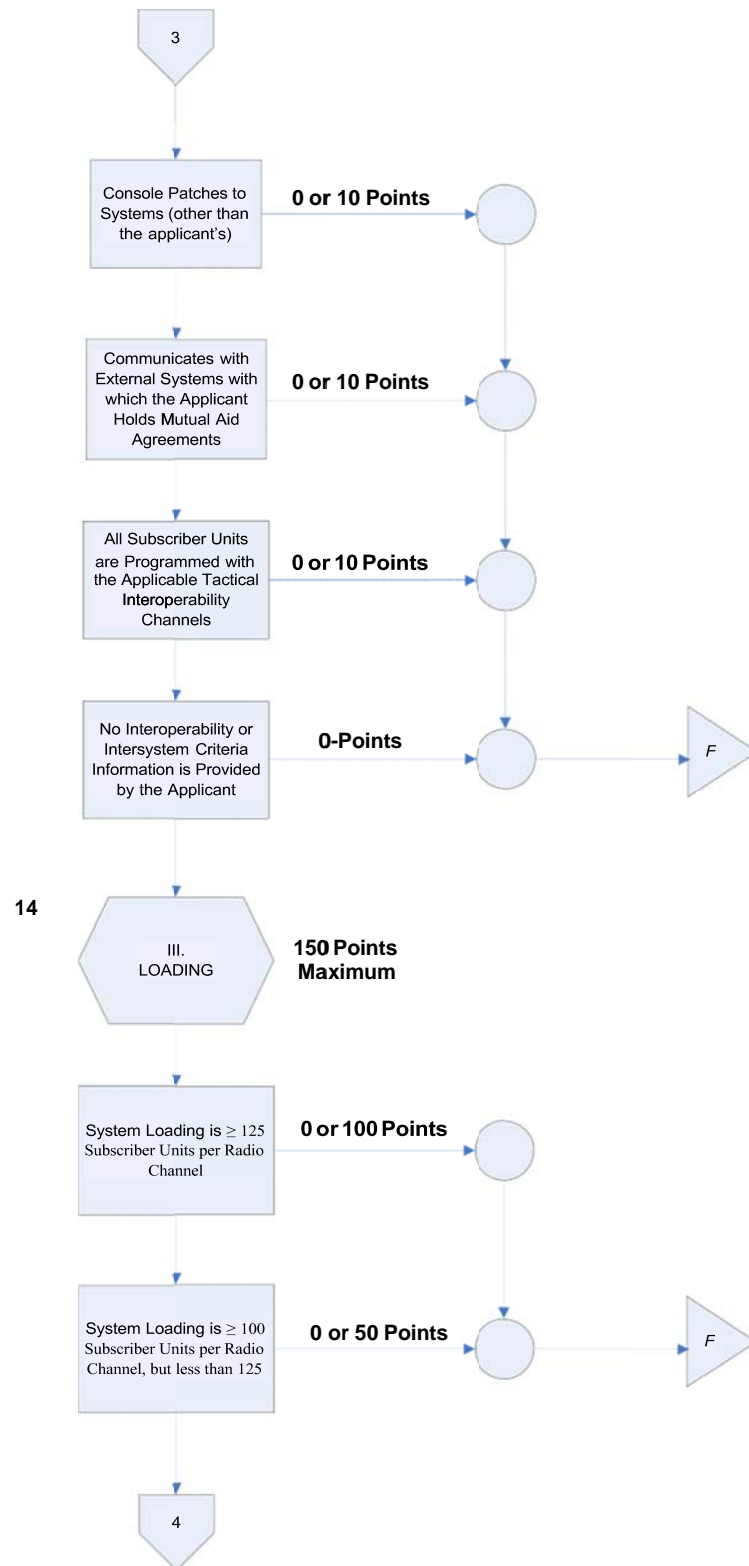 3
Console Patches to
Systems (other than
the applicant's)
0 or 10 Points
Communicates with
External Systems with
which the Applicant
Holds Mutual Aid
Agreements
0 or 10 Points
All Subscriber Units
are Programmed with
the Applicable Tactical
Interoperability
Channels
0 or 10 Points
No Interoperability or
Intersystem Criteria
Information is Provided
by the Applicant
0-Points
F
14
III.
LOADING
150 Points
Maximum
System Loading is ≥ 125
Subscriber Units per Radio
Channel
0 or 100 Points
System Loading is ≥ 100
Subscriber Units per Radio
Channel, but less than 125
0 or 50 Points
F
4